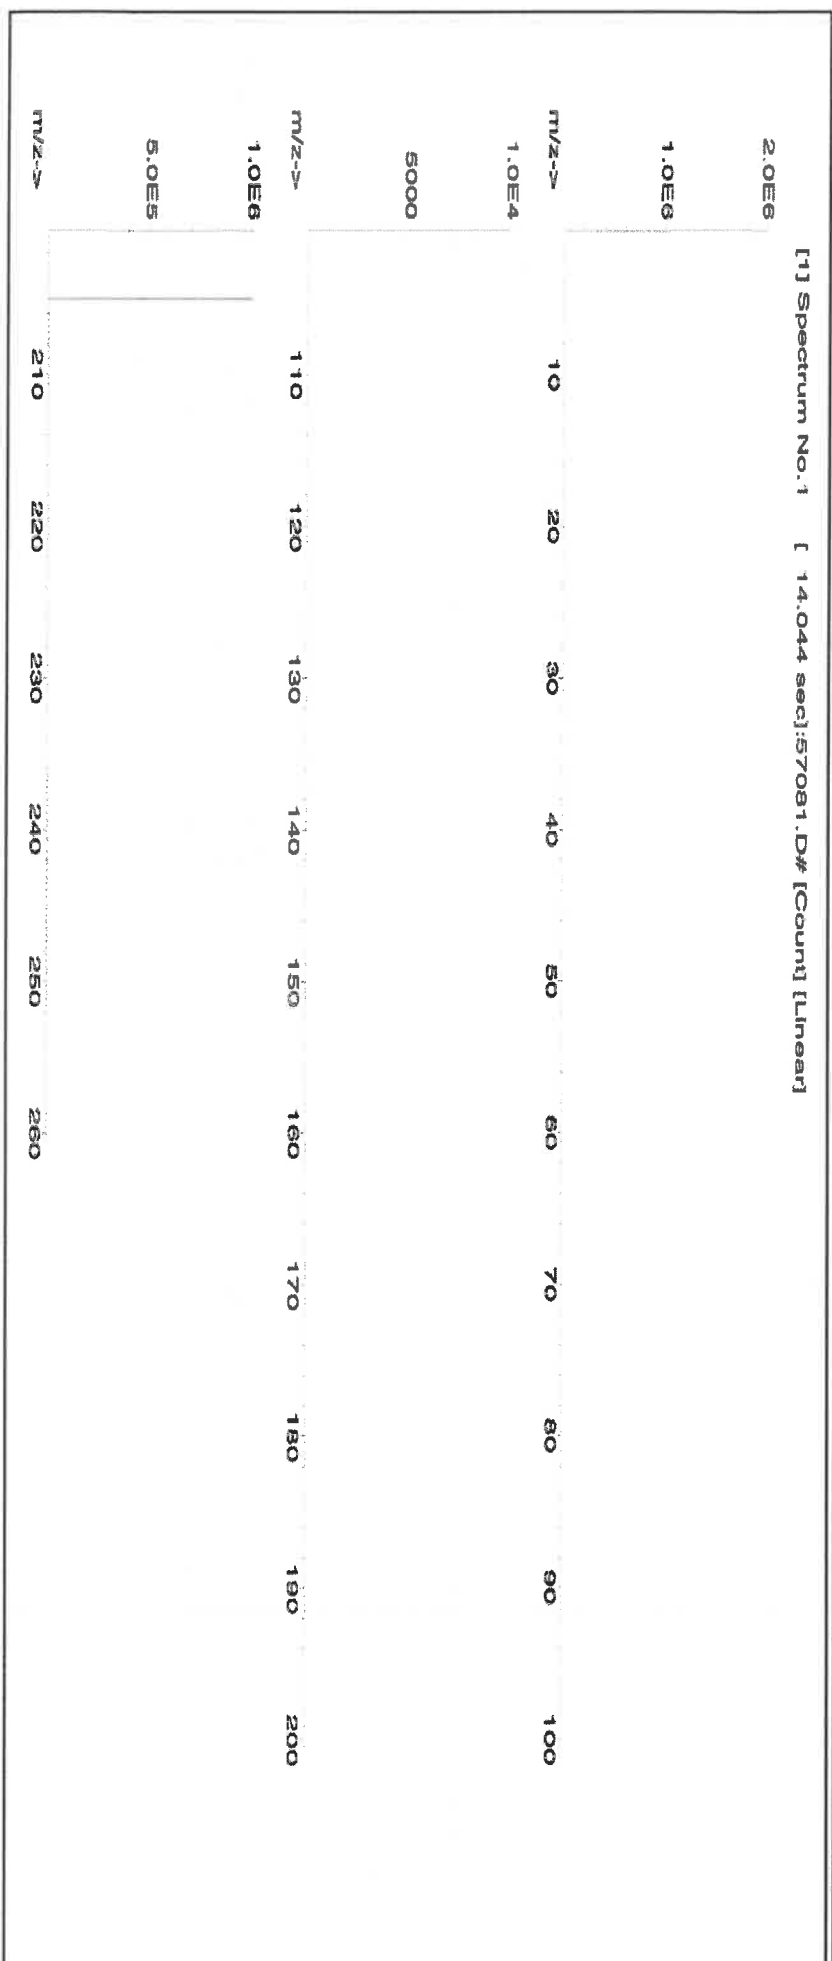 [1] Spectrum No.1 [ 14.044 sec]:57081.D# [Count] [Linear]
2.0E6
1.0E6
m/z-> 10 20 30 40 50 60 70 80 90 100
1.0E4
5000
m/z-> 110 120 130 140 150 160 170 180 190 200
1.0E6
5.0E5
m/z-> 210 220 230 240 250 260